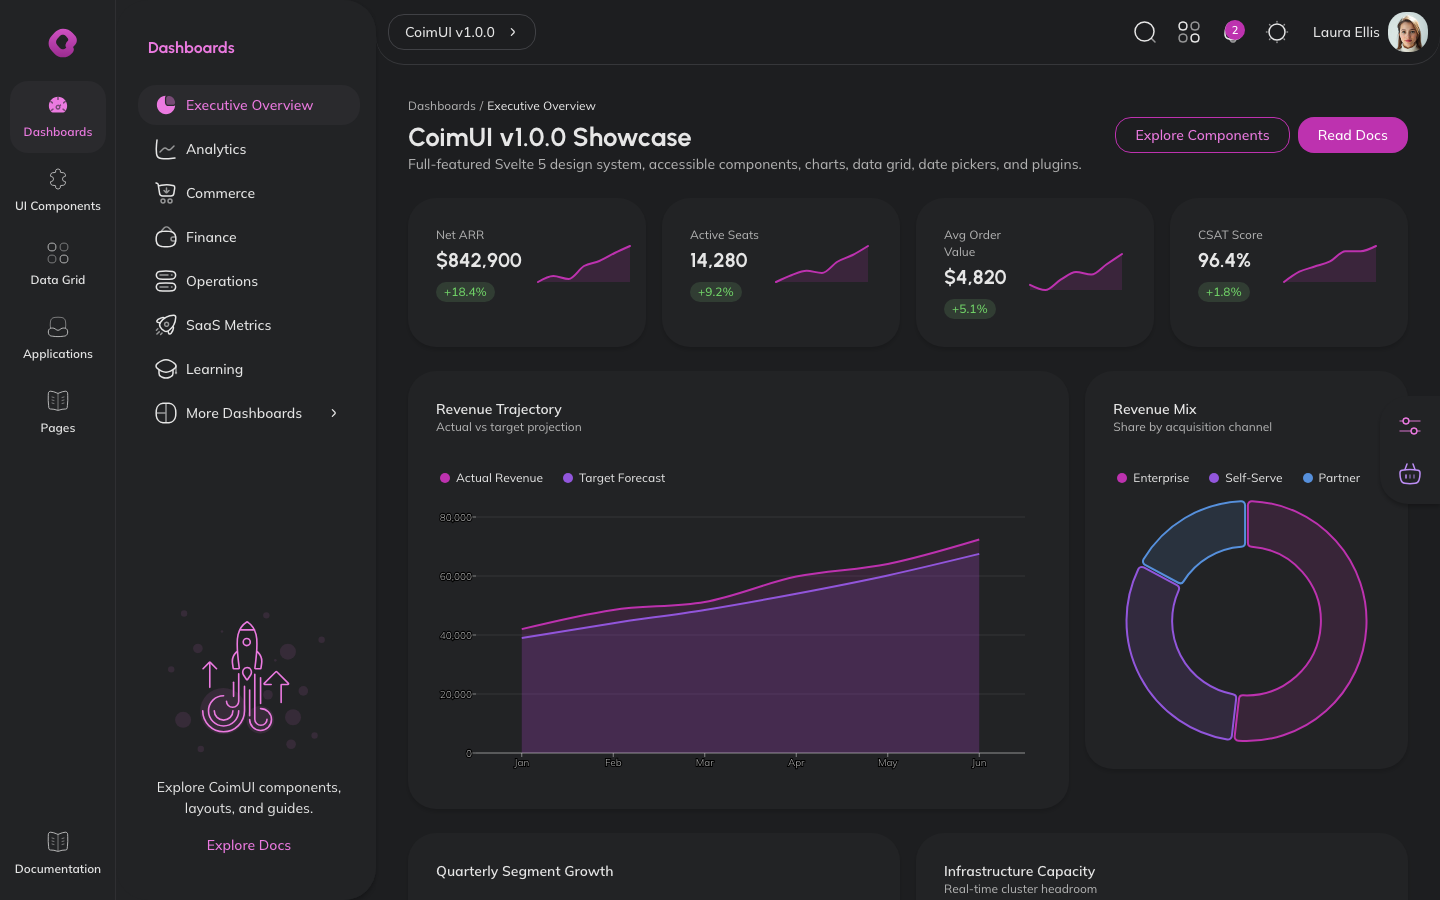 Dashboards
UI Components
Data Grid
Applications
Pages
Documentation
Dashboards
Executive Overview
Analytics
Commerce
Finance
Operations
SaaS Metrics
Learning
More Dashboards
Explore CoimUI components,
layouts, and guides.
Explore Docs
CoimUI v1.0.0
2
Laura Ellis
Dashboards / Executive Overview
CoimUI v1.0.0 Showcase
Full-featured Svelte 5 design system, accessible components, charts, data grid, date pickers, and plugins.
Explore Components
Read Docs
Net ARR
$842,900
+18.4%
Active Seats
14,280
+9.2%
Avg Order
Value
$4,820
+5.1%
CSAT Score
96.4%
+1.8%
Revenue Trajectory
Actual vs target projection
Actual Revenue
Target Forecast
80,000
60,000
40,000
20,000
0
Jan Feb Mar Apr May Jun
Revenue Mix
Share by acquisition channel
Enterprise
Self-Serve
Partner
Quarterly Segment Growth
Infrastructure Capacity
Real-time cluster headroom